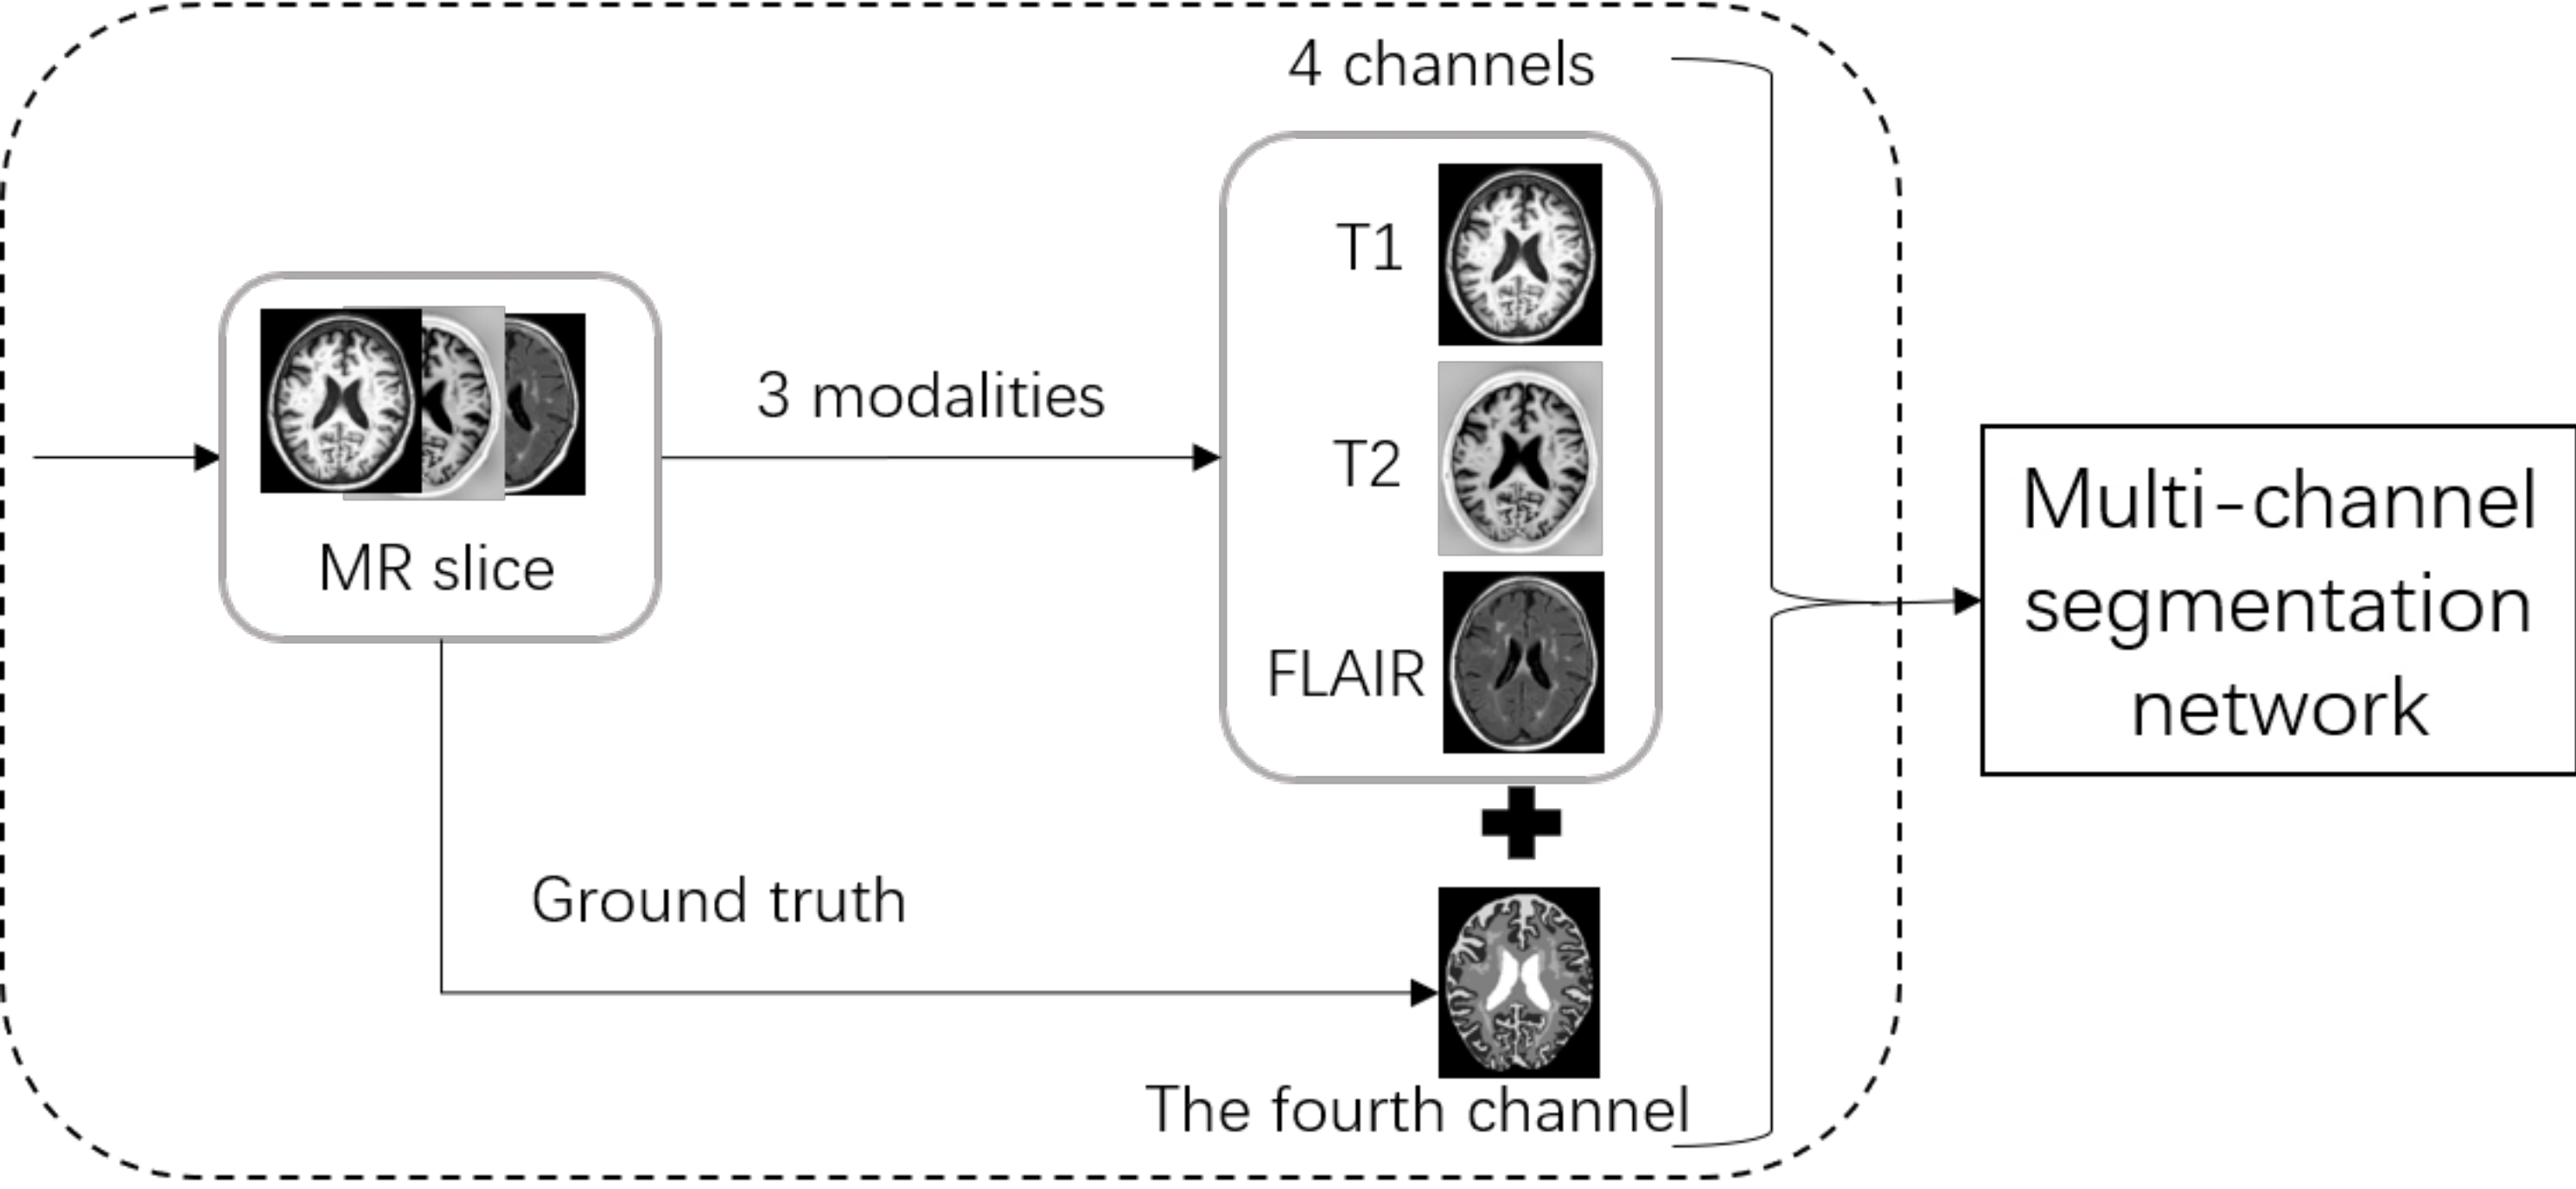 4 channels
T1
3 modalities
T2
MR slice
FLAIR
Multi-channel
segmentation
network
Ground truth
The fourth channel